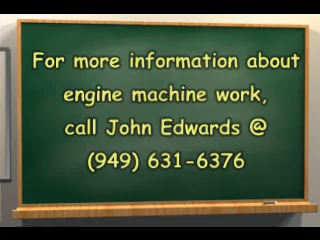 For more information about
engine machine work,
call John Edwards @
(949) 631-6376